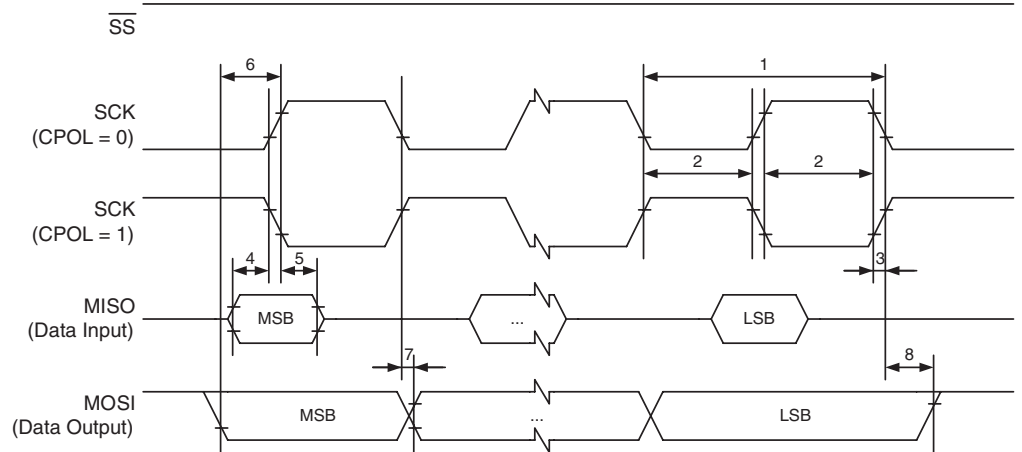 SS
6
1
SCK
(CPOL = 0)
2
2
SCK
(CPOL = 1)
4
5
3
MISO
(Data Input)
MSB
...
LSB
7
8
MOSI
(Data Output)
MSB
...
LSB